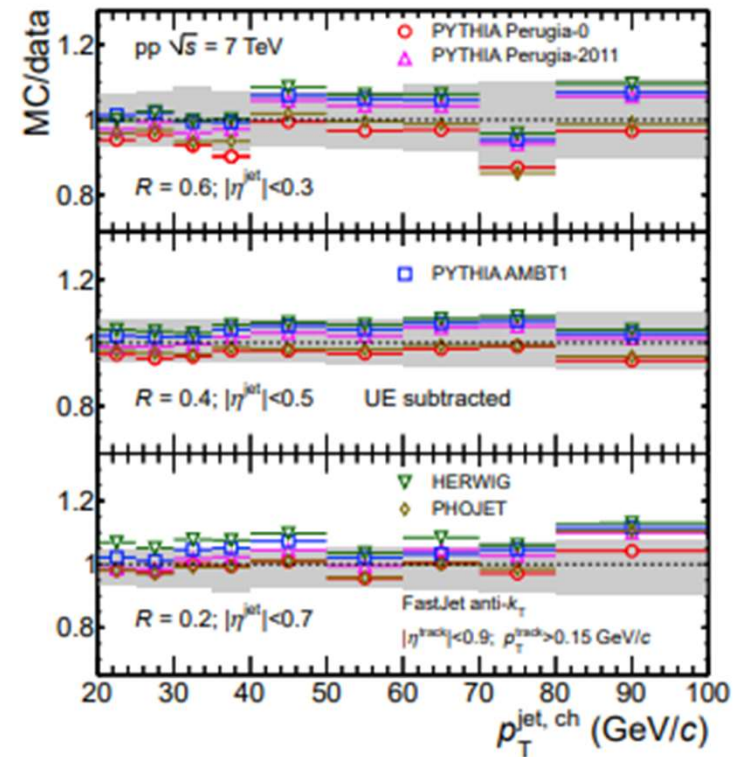 MC/data
1.2
1
0.8
pp √s = 7 TeV
PYTHIA Perugia-0
PYTHIA Perugia-2011
R = 0.6; |η^jet|<0.3
1.2
1
0.8
PYTHIA AMBT1
R = 0.4; |η^jet|<0.5 UE subtracted
1.2
1
0.8
HERWIG
PHOJET
R = 0.2; |η^jet|<0.7
FastJet anti-k_T
|η^track|<0.9; p_T^track>0.15 GeV/c
20 30 40 50 60 70 80 90 100
p_T^jet, ch (GeV/c)